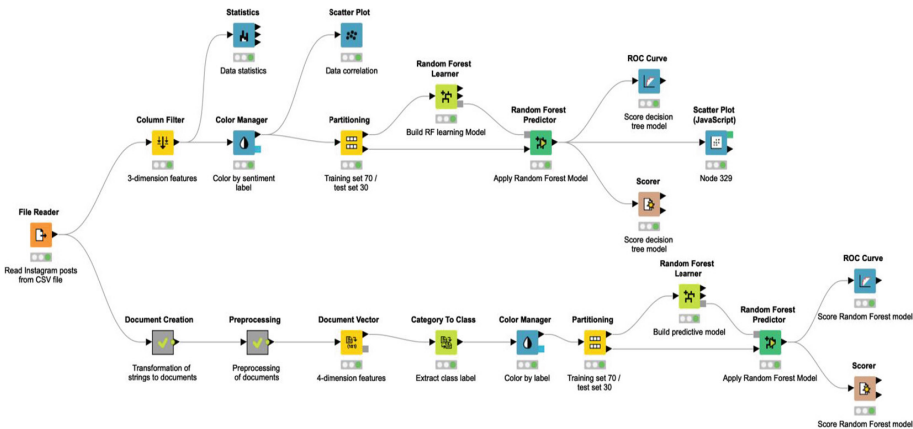 Statistics
Data statistics
Scatter Plot
Data correlation
Random Forest
Learner
Build RF learning Model
ROC Curve
Score decision
tree model
Column Filter
3-dimension features
Color Manager
Color by sentiment
label
Partitioning
Training set 70 /
test set 30
Random Forest
Predictor
Apply Random Forest Model
Scatter Plot
(JavaScript)
Node 329
Scorer
Score decision
tree model
File Reader
Read Instagram posts
from CSV file
Document Creation
Transformation of
strings to documents
Preprocessing
Preprocessing
of documents
Document Vector
4-dimension features
Category To Class
Extract class label
Color Manager
Color by label
Partitioning
Training set 70 /
test set 30
Random Forest
Learner
Build predictive model
Random Forest
Predictor
Apply Random Forest Model
ROC Curve
Score Random Forest model
Scorer
Score Random Forest model